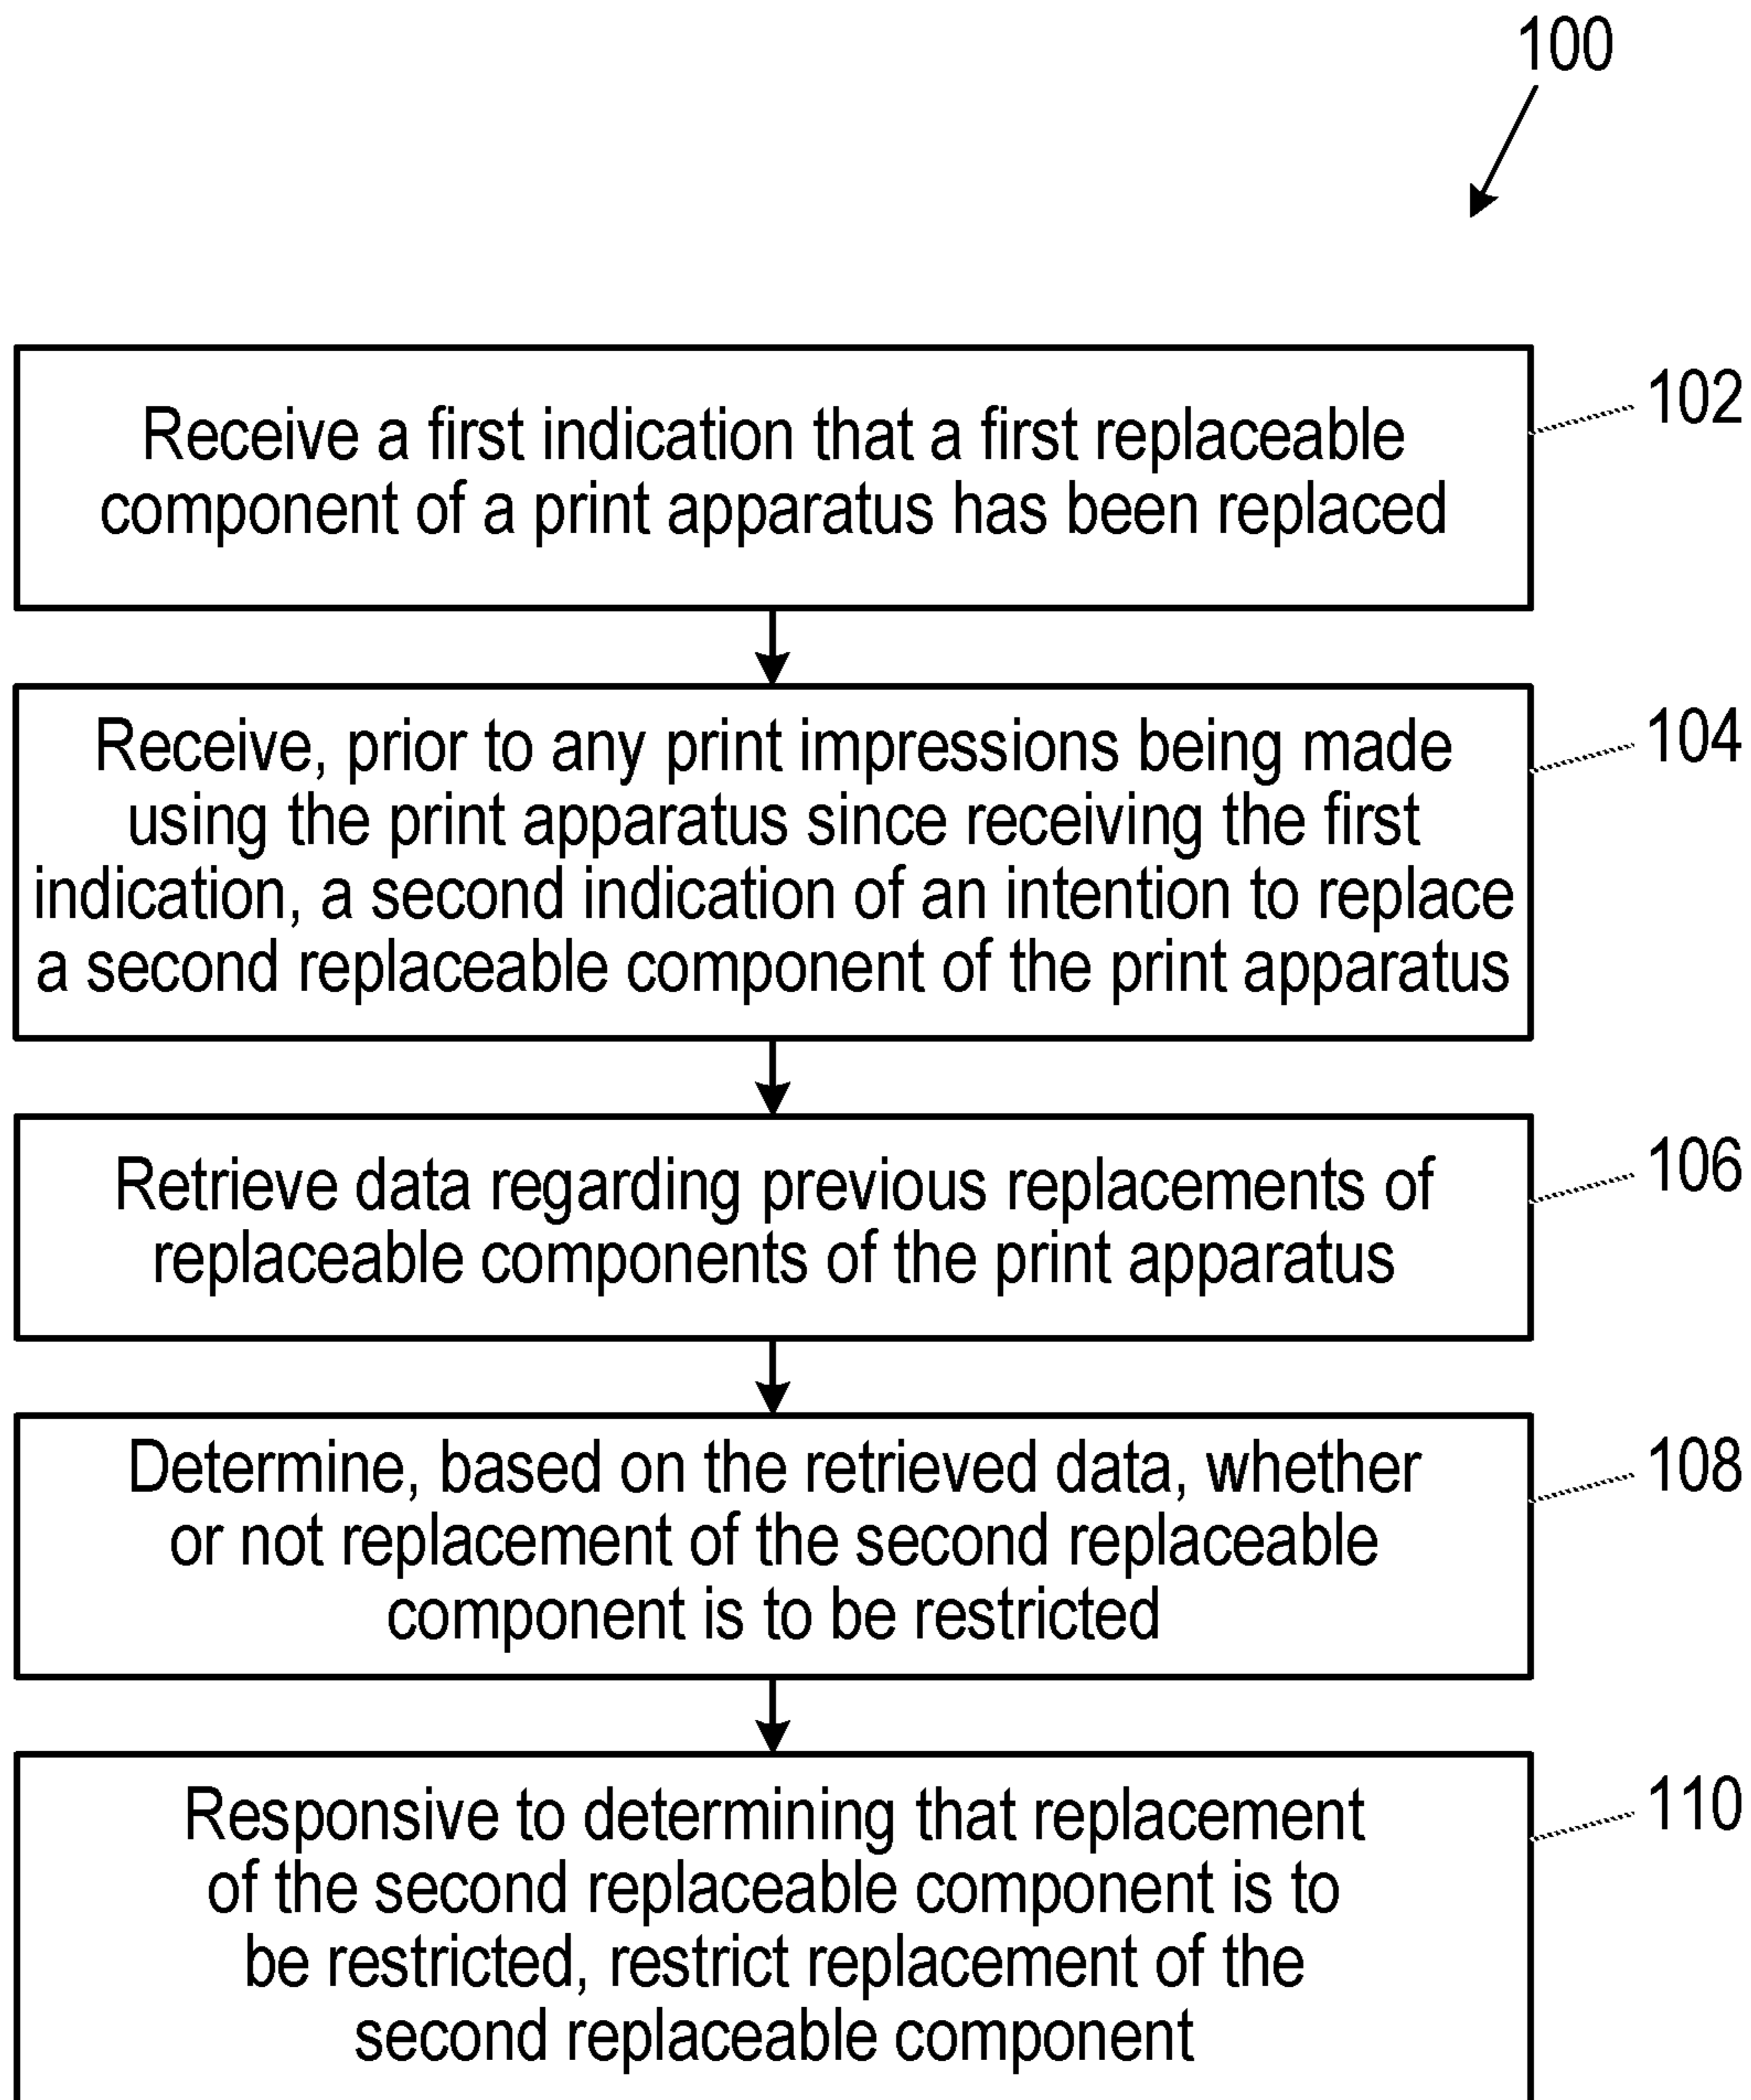 100
Receive a first indication that a first replaceable
component of a print apparatus has been replaced
102
Receive, prior to any print impressions being made
using the print apparatus since receiving the first
indication, a second indication of an intention to replace
a second replaceable component of the print apparatus
104
Retrieve data regarding previous replacements of
replaceable components of the print apparatus
106
Determine, based on the retrieved data, whether
or not replacement of the second replaceable
component is to be restricted
108
Responsive to determining that replacement
of the second replaceable component is to
be restricted, restrict replacement of the
second replaceable component
110